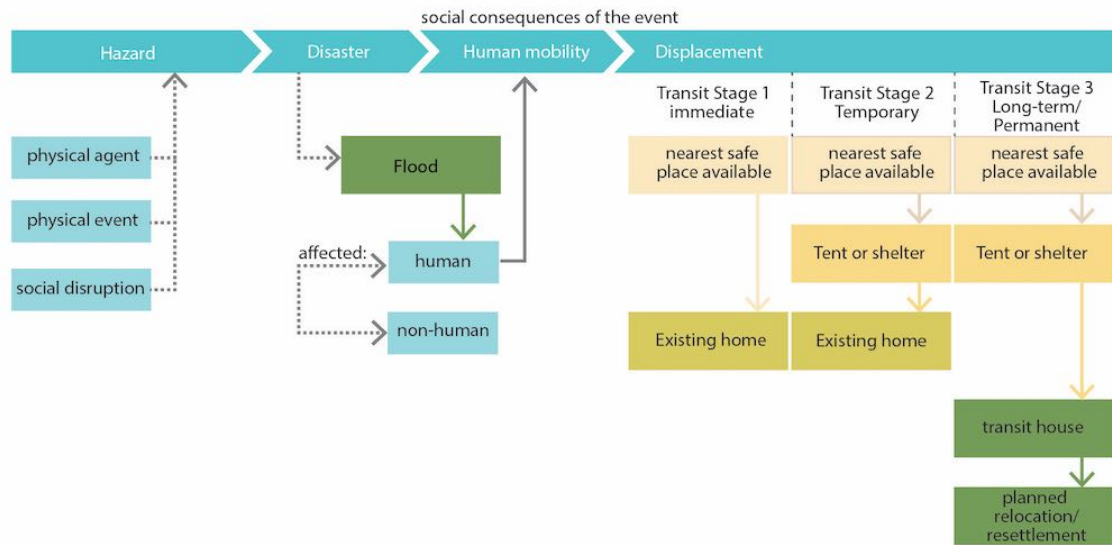 social consequences of the event
Hazard
Disaster
Human mobility
Displacement
Transit Stage 1
immediate
Transit Stage 2
Temporary
Transit Stage 3
Long-term/
Permanent
physical agent
physical event
social disruption
Flood
affected:
human
non-human
nearest safe
place available
Existing home
nearest safe
place available
Tent or shelter
Existing home
nearest safe
place available
Tent or shelter
transit house
planned
relocation/
resettlement